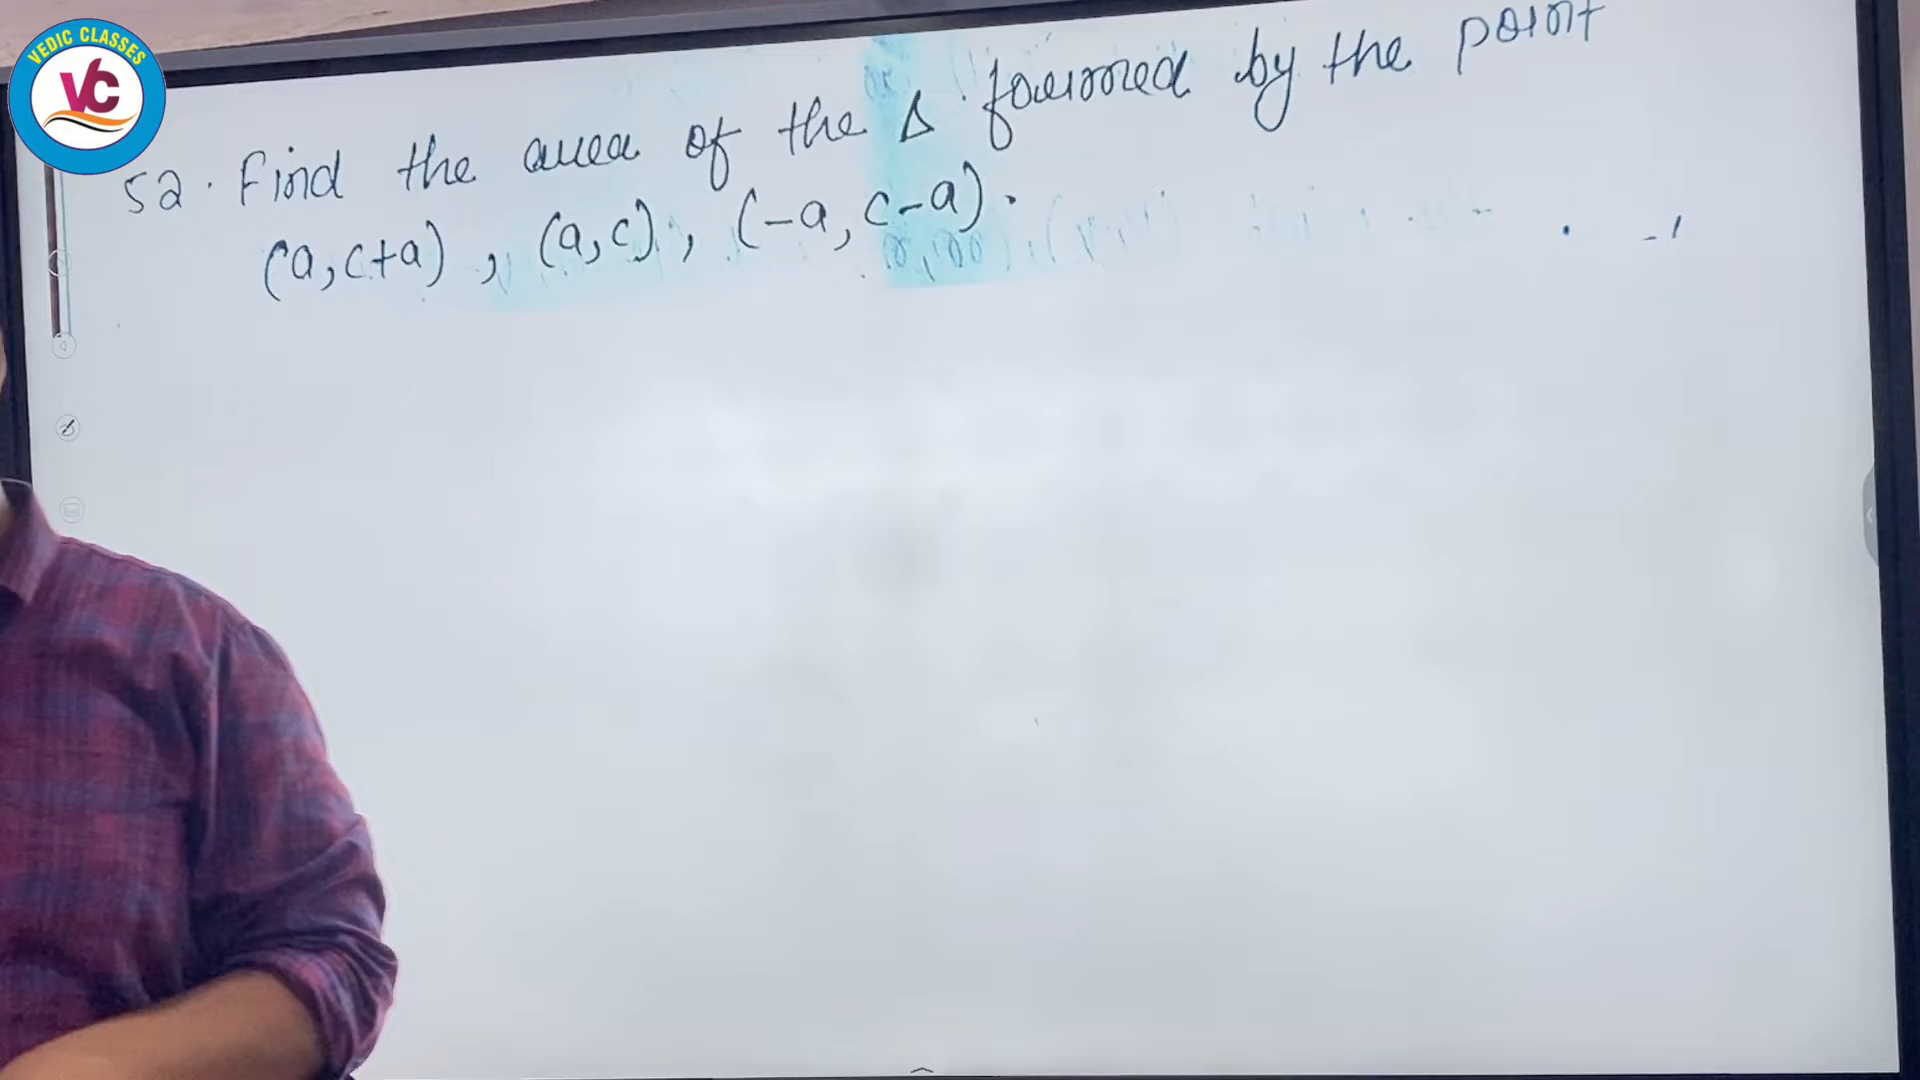 VEDIC CLASSES
VC
52. Find the area of the Δ formed by the point
(a, c+a), (a, c), (-a, c-a).